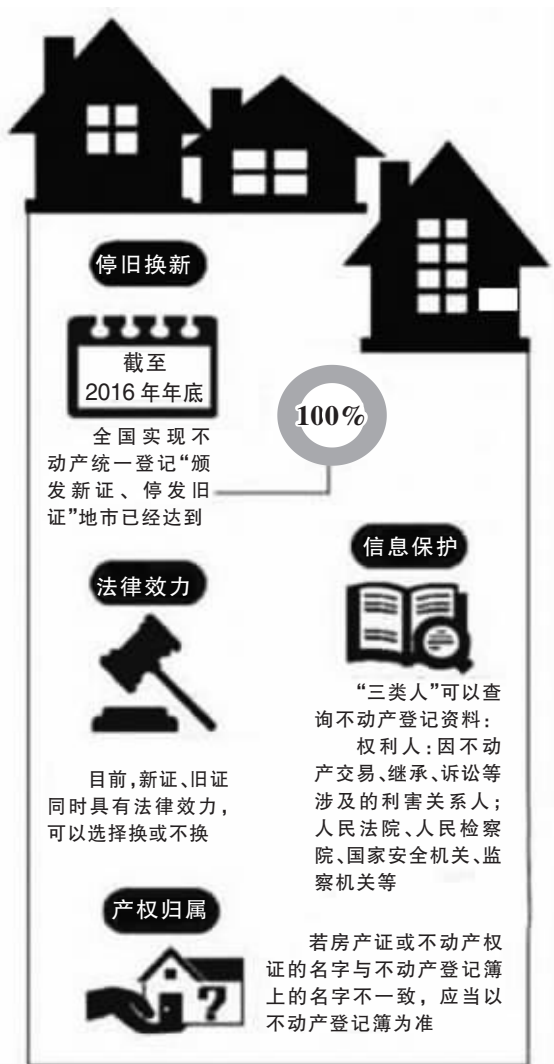 停旧换新
截至
2016年年底
100%
全国实现不
动产统一登记“颁
发新证、停发旧
证”地市已经达到
法律效力
目前,新证、旧证
同时具有法律效力,
可以选择换或不换
信息保护
“三类人”可以查
询不动产登记资料:
权利人:因不动
产交易、继承、诉讼等
涉及的利害关系人;
人民法院、人民检察
院、国家安全机关、监
察机关等
产权归属
?
若房产证或不动产权
证的名字与不动产登记簿
上的名字不一致,应当以
不动产登记簿为准